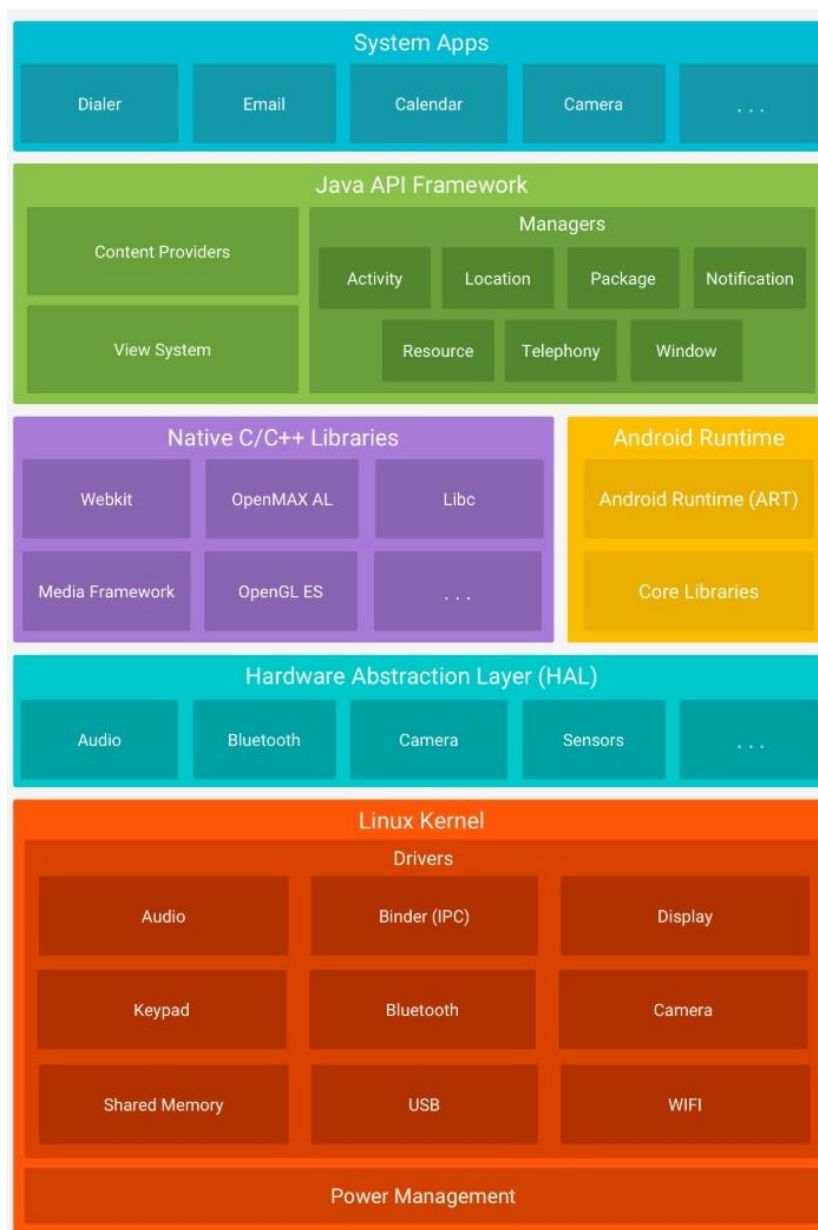 System Apps
Dialer
Email
Calendar
Camera
. . .
Java API Framework
Content Providers
View System
Managers
Activity
Location
Package
Notification
Resource
Telephony
Window
Native C/C++ Libraries
Webkit
OpenMAX AL
Libc
Media Framework
OpenGL ES
. . .
Android Runtime
Android Runtime (ART)
Core Libraries
Hardware Abstraction Layer (HAL)
Audio
Bluetooth
Camera
Sensors
. . .
Linux Kernel
Drivers
Audio
Binder (IPC)
Display
Keypad
Bluetooth
Camera
Shared Memory
USB
WIFI
Power Management